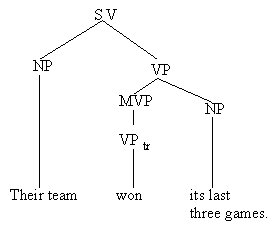 S V
NP VP
MVP NP
VP tr
Their team won its last
three games.